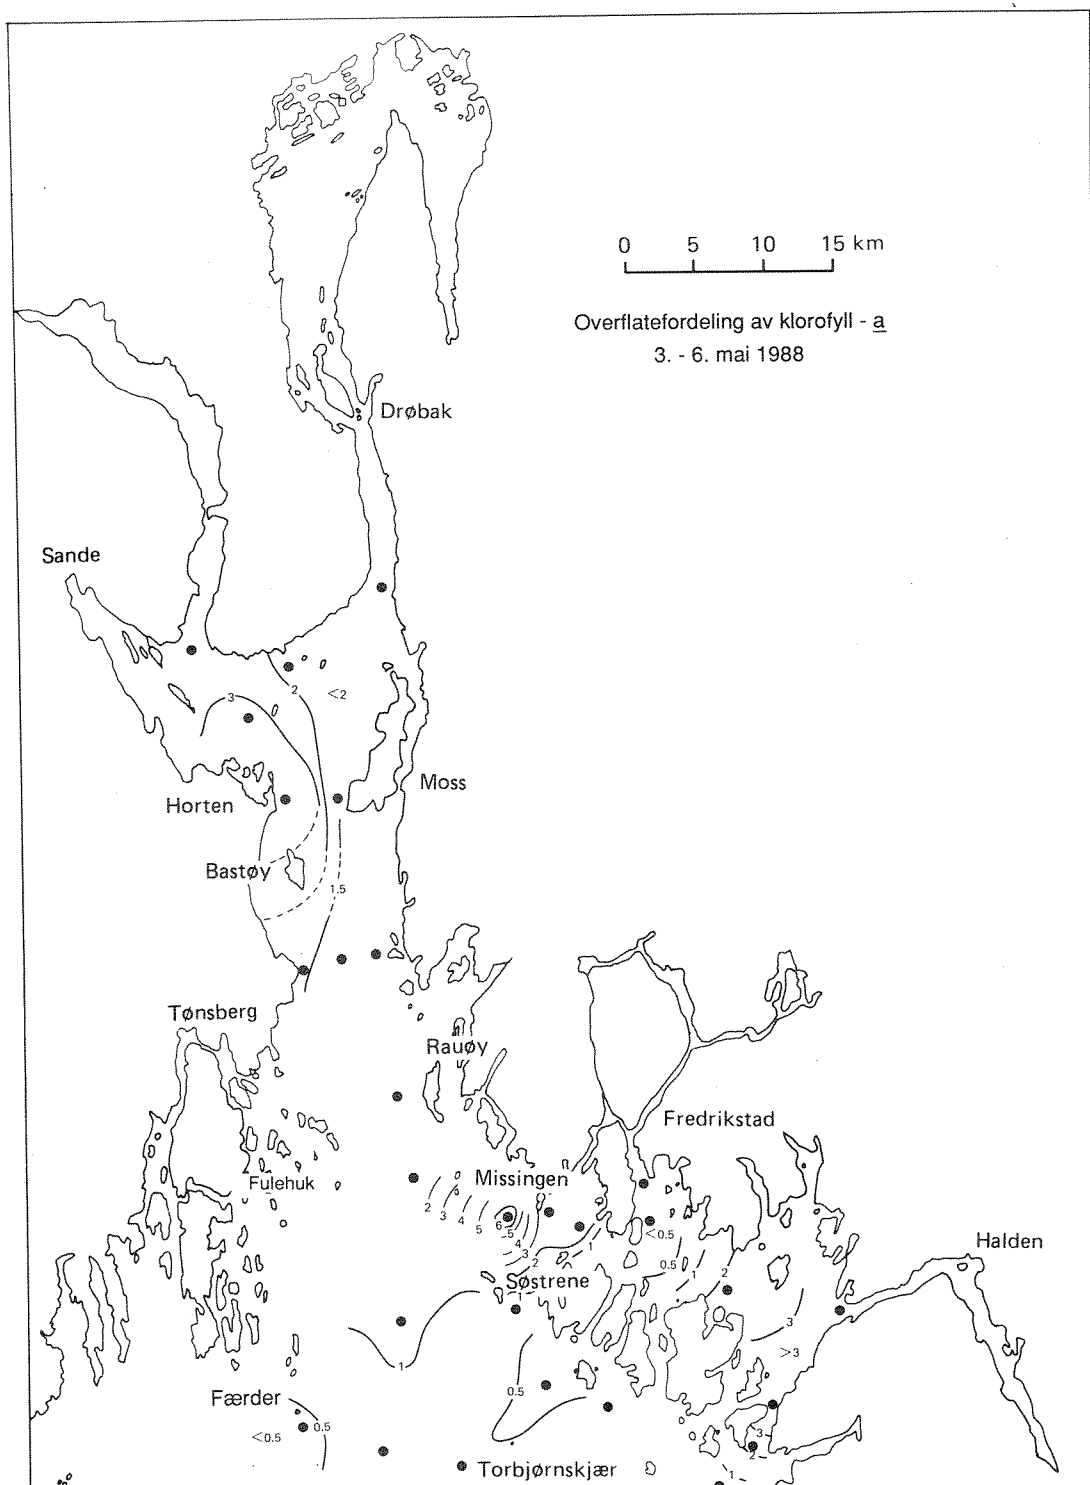 0 5 10 15 km
Overflatefordeling av klorofyll - a
3. - 6. mai 1988
Drøbak
Sande
2
<2
3
Moss
Horten
Bastøy
1.5
Tønsberg
Rauøy
Fredrikstad
Missingen
Fulehuk
2 3 4 5 6 5 4 3 2
1
<0.5
Halden
0.5 1 2
Søstrene
3
>3
1
0.5
Færder
0.5
<0.5
3
2
1
Torbjørnskjær